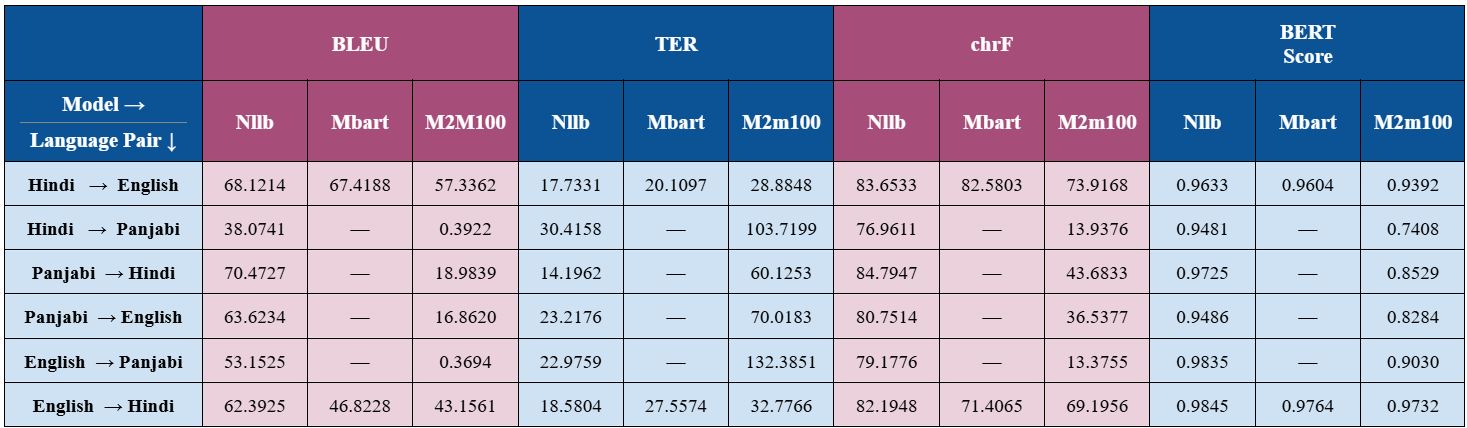 BLEU TER chrF BERT
Score
Model →
Language Pair ↓ Nllb Mbart M2M100 Nllb Mbart M2m100 Nllb Mbart M2m100 Nllb Mbart M2m100
Hindi → English 68.1214 67.4188 57.3362 17.7331 20.1097 28.8848 83.6533 82.5803 73.9168 0.9633 0.9604 0.9392
Hindi → Panjabi 38.0741 — 0.3922 30.4158 — 103.7199 76.9611 — 13.9376 0.9481 — 0.7408
Panjabi → Hindi 70.4727 — 18.9839 14.1962 — 60.1253 84.7947 — 43.6833 0.9725 — 0.8529
Panjabi → English 63.6234 — 16.8620 23.2176 — 70.0183 80.7514 — 36.5377 0.9486 — 0.8284
English → Panjabi 53.1525 — 0.3694 22.9759 — 132.3851 79.1776 — 13.3755 0.9835 — 0.9030
English → Hindi 62.3925 46.8228 43.1561 18.5804 27.5574 32.7766 82.1948 71.4065 69.1956 0.9845 0.9764 0.9732